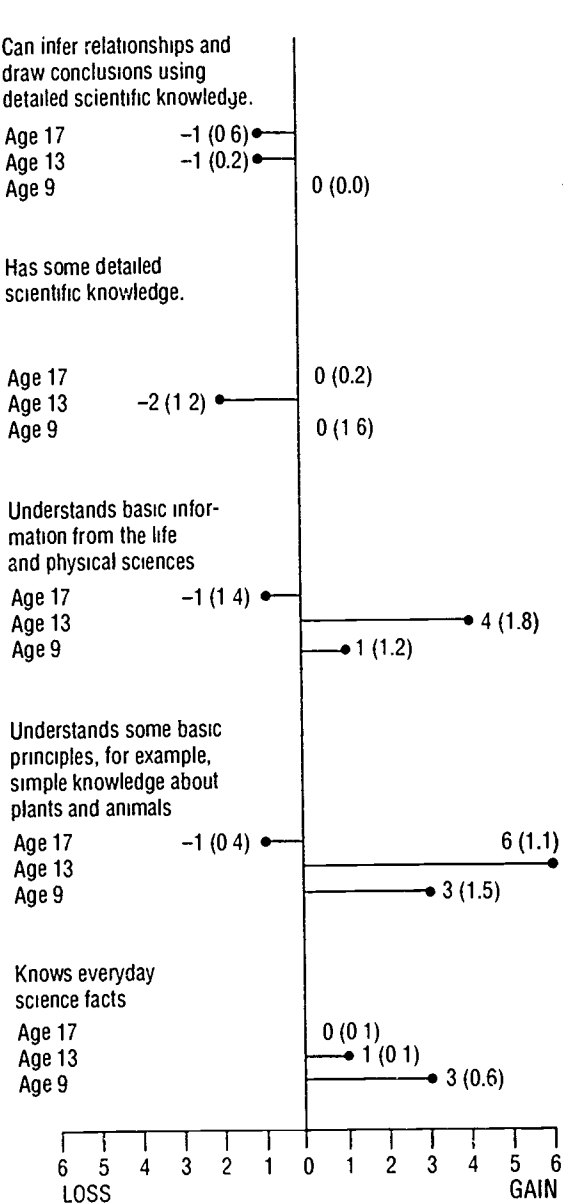 Can infer relationships and
draw conclusions using
detailed scientific knowledge.
Age 17 −1 (0 6)
Age 13 −1 (0.2)
Age 9 0 (0.0)
Has some detailed
scientific knowledge.
Age 17 0 (0.2)
Age 13 −2 (1 2)
Age 9 0 (1 6)
Understands basic infor-
mation from the life
and physical sciences
Age 17 −1 (1 4)
Age 13 4 (1.8)
Age 9 1 (1.2)
Understands some basic
principles, for example,
simple knowledge about
plants and animals
Age 17 −1 (0 4) 6 (1.1)
Age 13
Age 9 3 (1.5)
Knows everyday
science facts
Age 17 0 (0 1)
Age 13 1 (0 1)
Age 9 3 (0.6)
6 5 4 3 2 1 0 1 2 3 4 5 6
LOSS GAIN